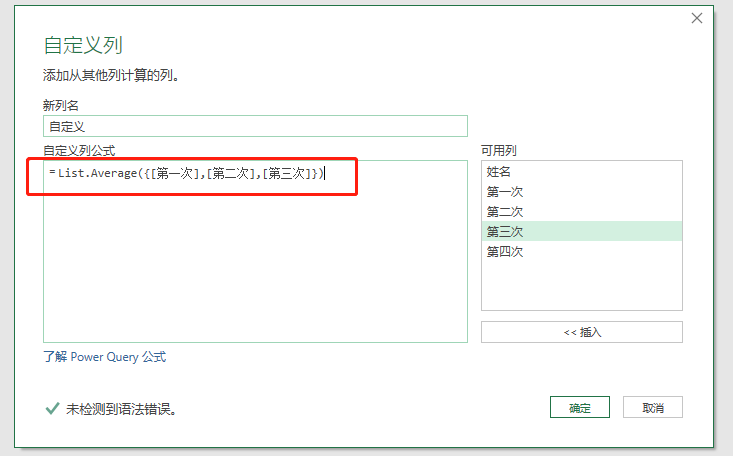 自定义列
添加从其他列计算的列。
新列名
自定义
自定义列公式
=List.Average({[第一次],[第二次],[第三次]})
可用列
姓名
第一次
第二次
第三次
第四次
<< 插入
了解 Power Query 公式
未检测到语法错误。
确定
取消